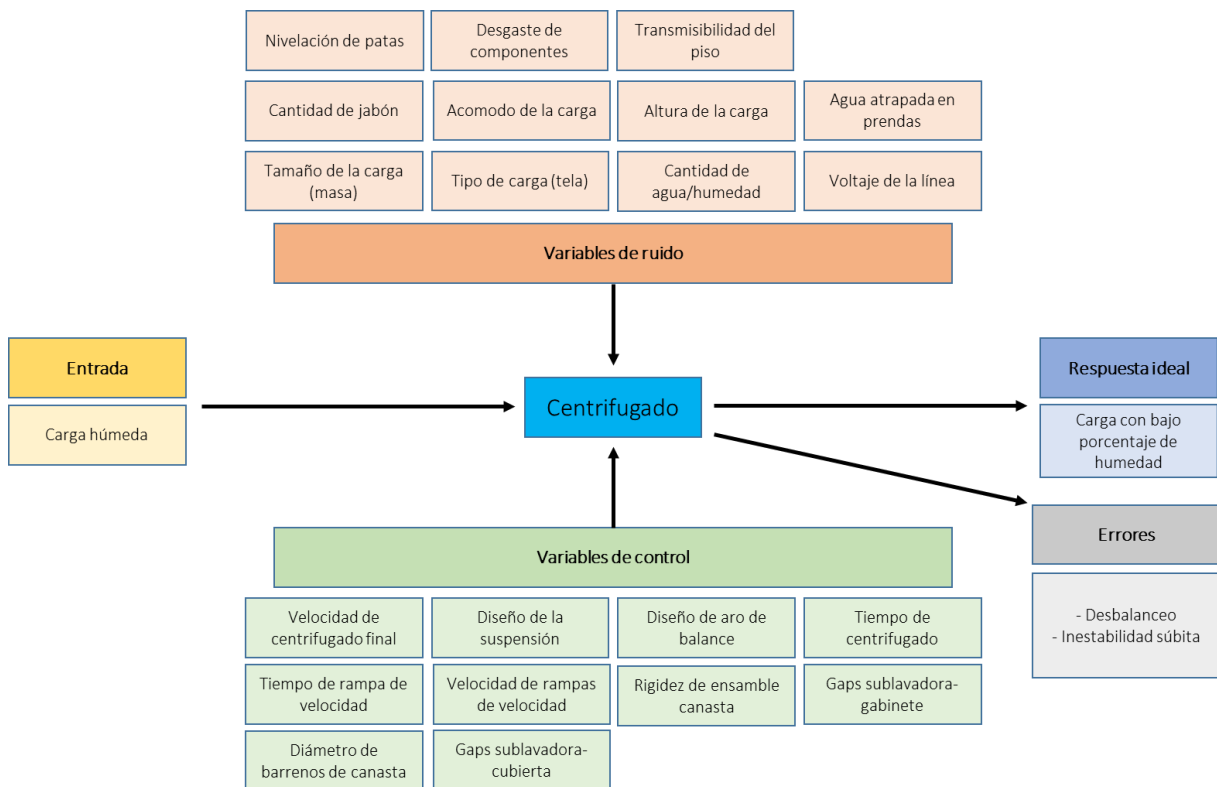 Nivelación de patas
Desgaste de
componentes
Transmisibilidad del
piso
Cantidad de jabón
Acomodo de la carga
Altura de la carga
Agua atrapada en
prendas
Tamaño de la carga
(masa)
Tipo de carga (tela)
Cantidad de
agua/humedad
Voltaje de la línea
Variables de ruido
Entrada
Carga húmeda
Centrifugado
Respuesta ideal
Carga con bajo
porcentaje de
humedad
Errores
- Desbalanceo
- Inestabilidad súbita
Variables de control
Velocidad de
centrifugado final
Diseño de la
suspensión
Diseño de aro de
balance
Tiempo de
centrifugado
Tiempo de rampa de
velocidad
Velocidad de rampas
de velocidad
Rigidez de ensamble
canasta
Gaps sublavadora-
gabinete
Diámetro de
barrenos de canasta
Gaps sublavadora-
cubierta